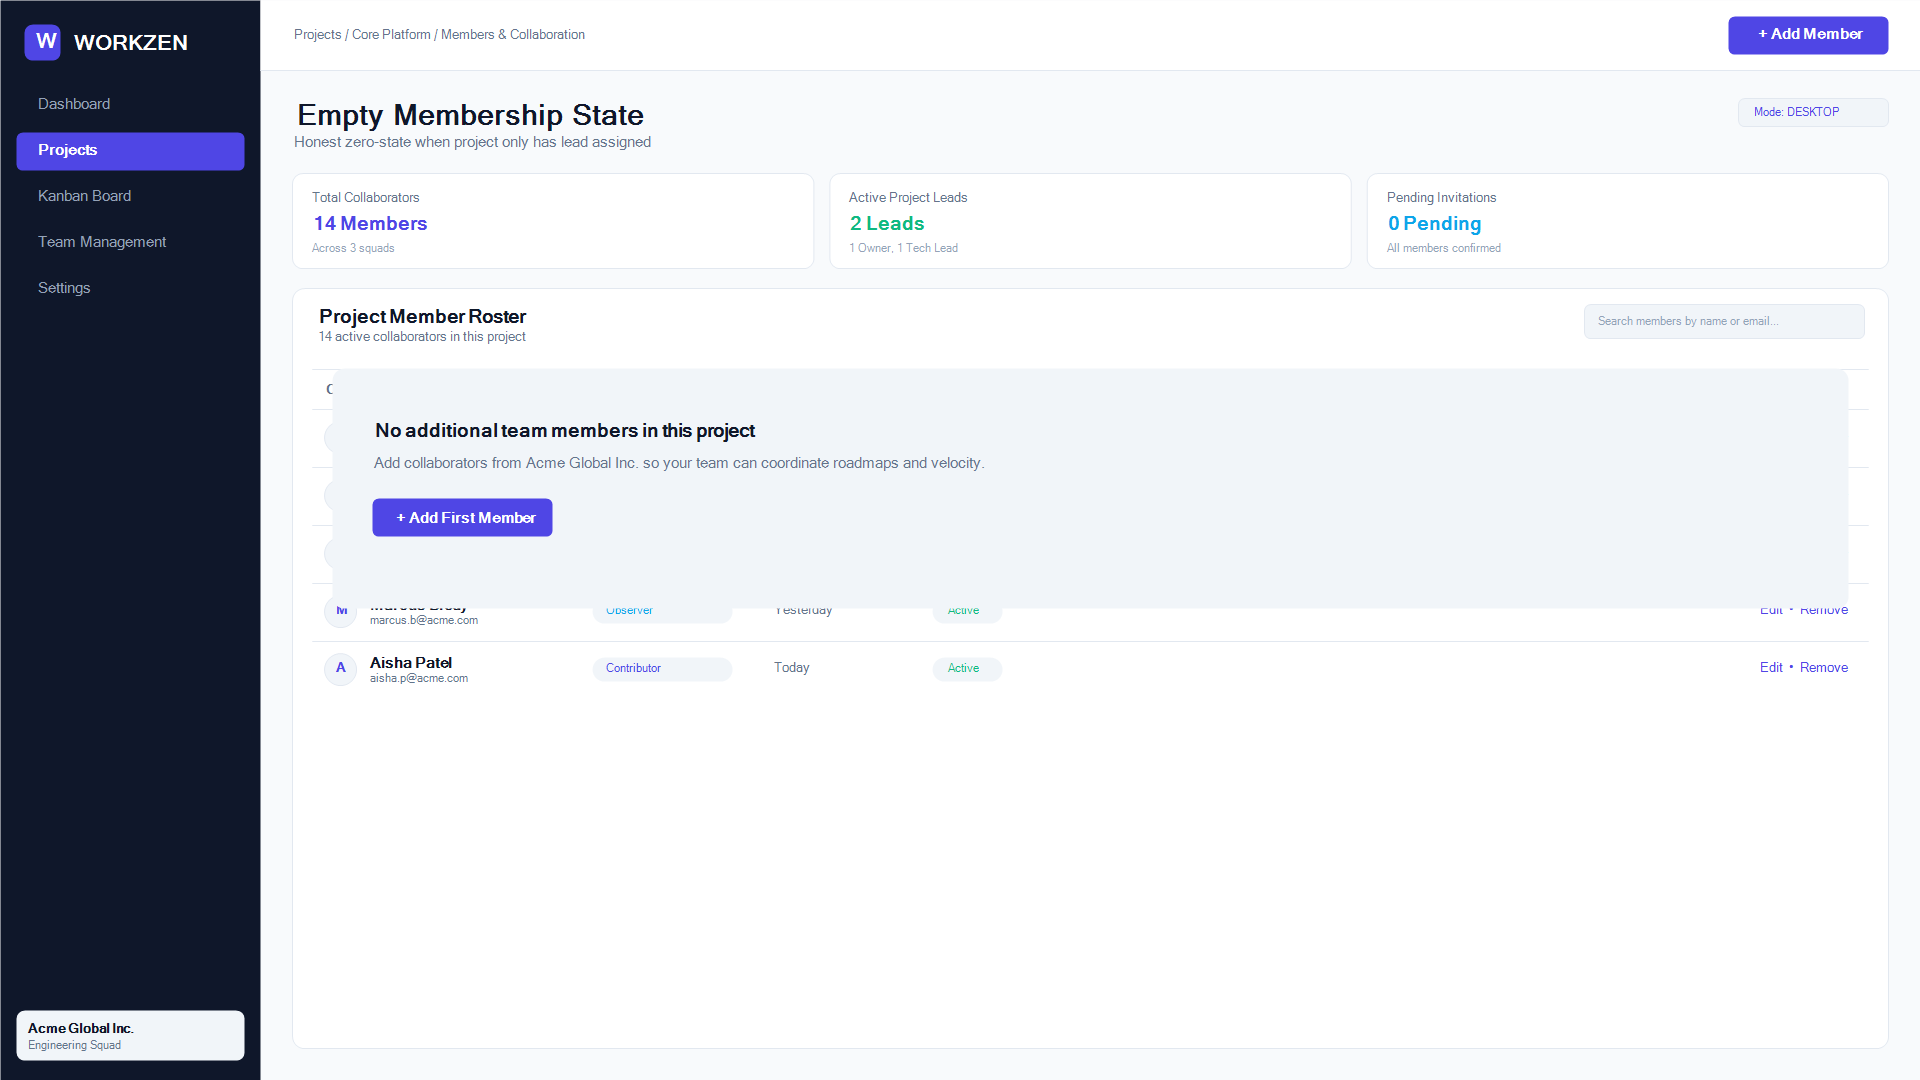 W WORKZEN
Dashboard
Projects
Kanban Board
Team Management
Settings
Acme Global Inc.
Engineering Squad
Projects / Core Platform / Members & Collaboration
+ Add Member
Empty Membership State
Honest zero-state when project only has lead assigned
Mode: DESKTOP
Total Collaborators
14 Members
Across 3 squads
Active Project Leads
2 Leads
1 Owner, 1 Tech Lead
Pending Invitations
0 Pending
All members confirmed
Project Member Roster
14 active collaborators in this project
Search members by name or email...
No additional team members in this project
Add collaborators from Acme Global Inc. so your team can coordinate roadmaps and velocity.
+ Add First Member
M
marcus.b@acme.com
Observer
Yesterday
Active
Edit • Remove
A
Aisha Patel
aisha.p@acme.com
Contributor
Today
Active
Edit • Remove